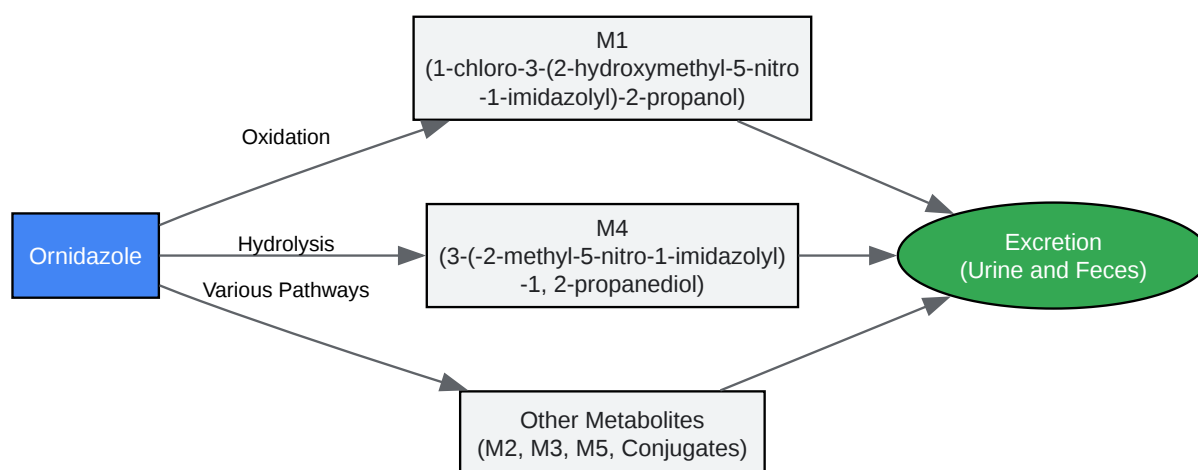 M1
(1-chloro-3-(2-hydroxymethyl-5-nitro
-1-imidazolyl)-2-propanol)
Oxidation
Ornidazole
Hydrolysis
M4
(3-(-2-methyl-5-nitro-1-imidazolyl)
-1, 2-propanediol)
Excretion
(Urine and Feces)
Various Pathways
Other Metabolites
(M2, M3, M5, Conjugates)